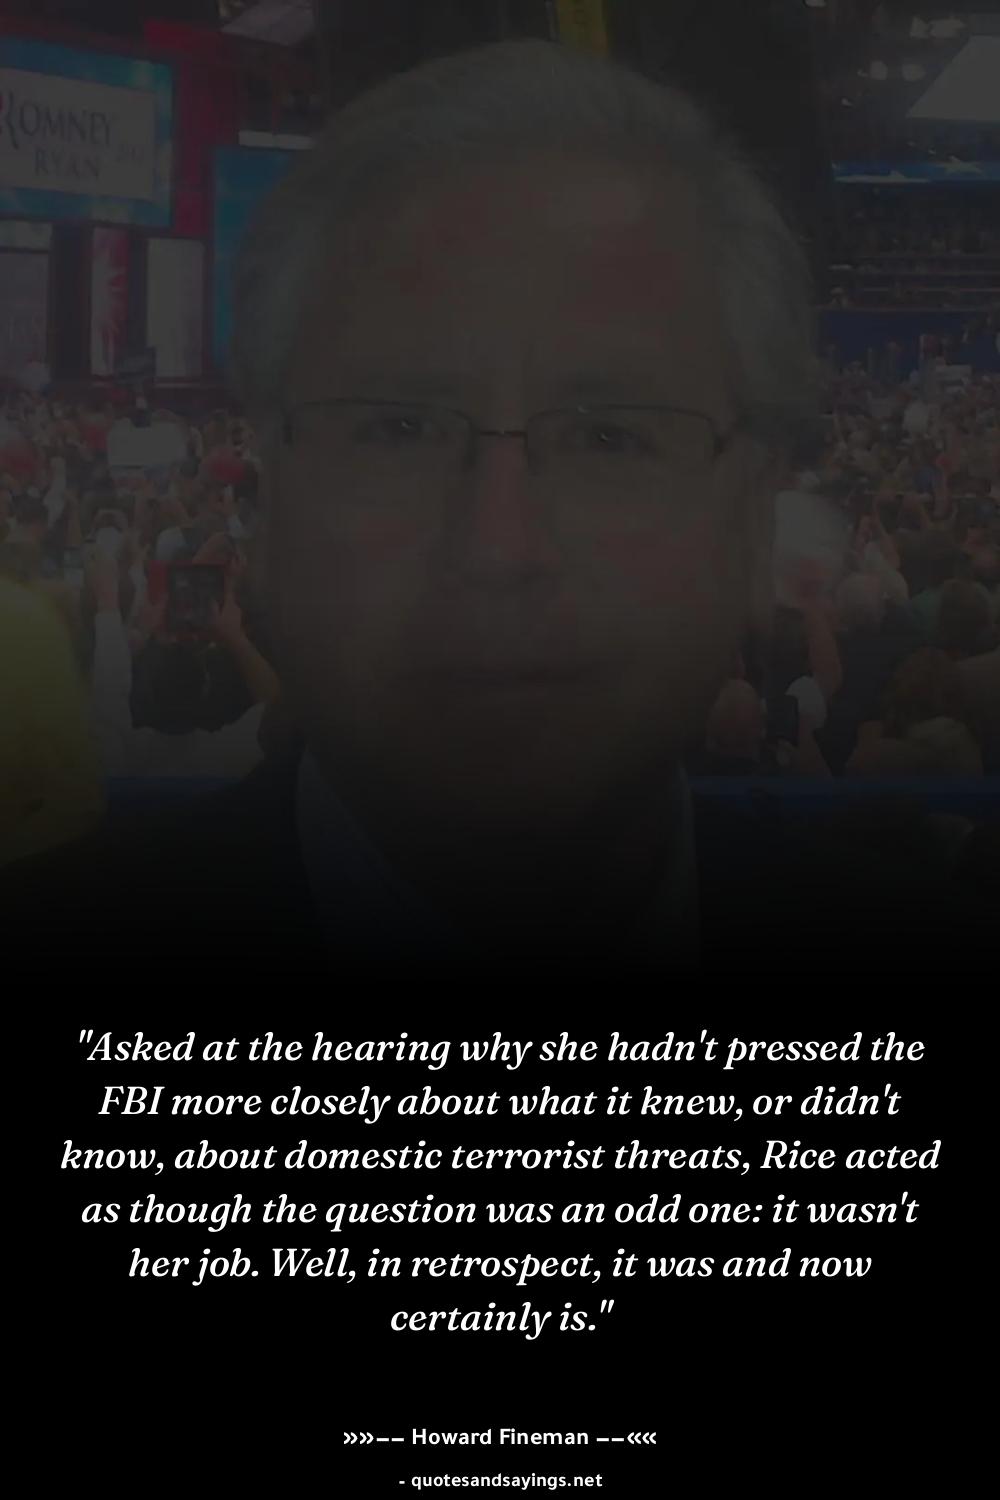 ROMNEY
RYAN
"Asked at the hearing why she hadn't pressed the
FBI more closely about what it knew, or didn't
know, about domestic terrorist threats, Rice acted
as though the question was an odd one: it wasn't
her job. Well, in retrospect, it was and now
certainly is."
»»–– Howard Fineman ––««
- quotesandsayings.net